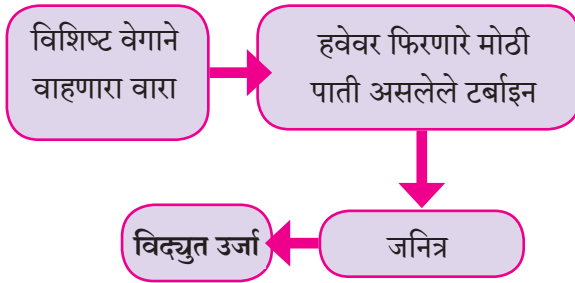 विशिष्ट वेगाने
वाहणारा वारा
हवेवर फिरणारे मोठी
पाती असलेले टर्बाइन
जनित्र
विद्युत उर्जा